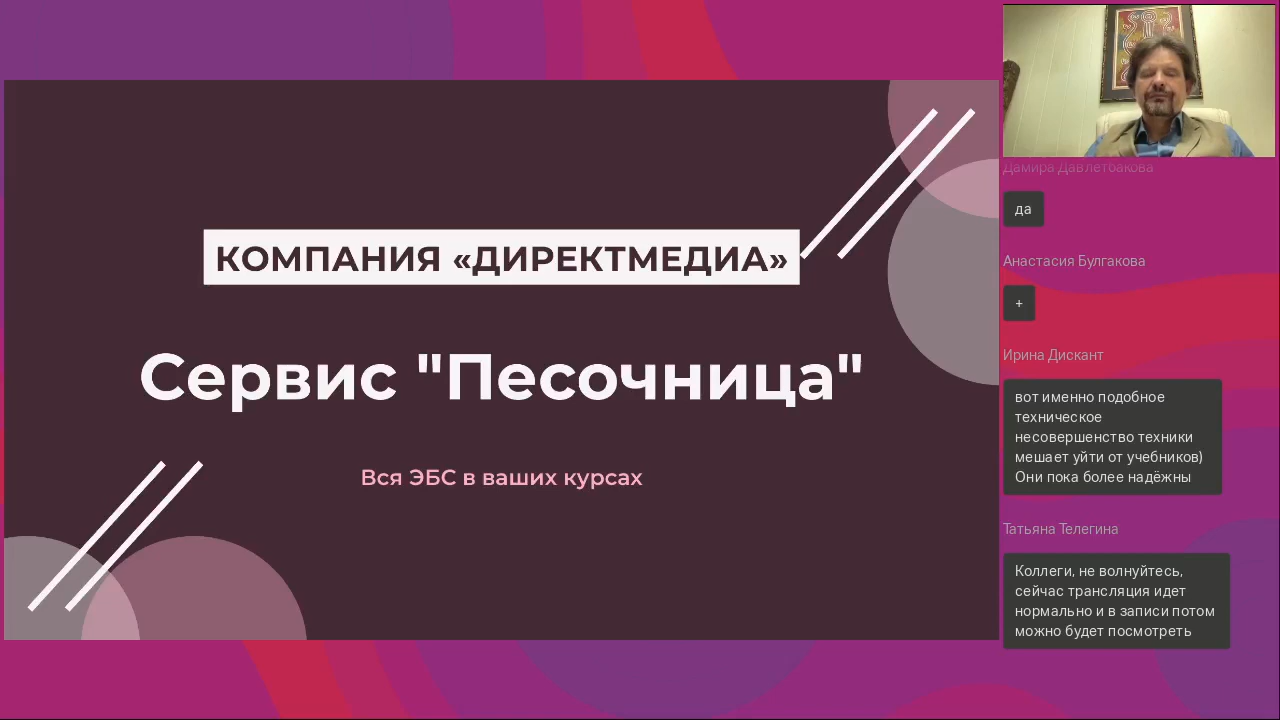 КОМПАНИЯ «ДИРЕКТМЕДИА»
Сервис "Песочница"
Вся ЭБС в ваших курсах
Дамира Давлетбакова
да
Анастасия Булгакова
+
Ирина Дискант
вот именно подобное
техническое
несовершенство техники
мешает уйти от учебников)
Они пока более надёжны
Татьяна Телегина
Коллеги, не волнуйтесь,
сейчас трансляция идет
нормально и в записи потом
можно будет посмотреть